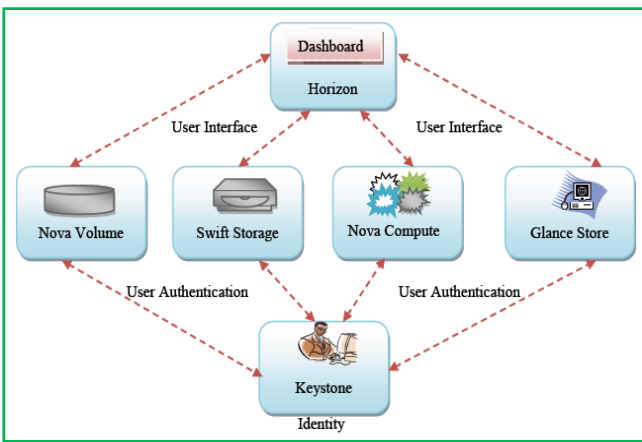 Dashboard
Horizon
User Interface
User Interface
Nova Volume
Swift Storage
Nova Compute
Glance Store
User Authentication
User Authentication
Keystone
Identity